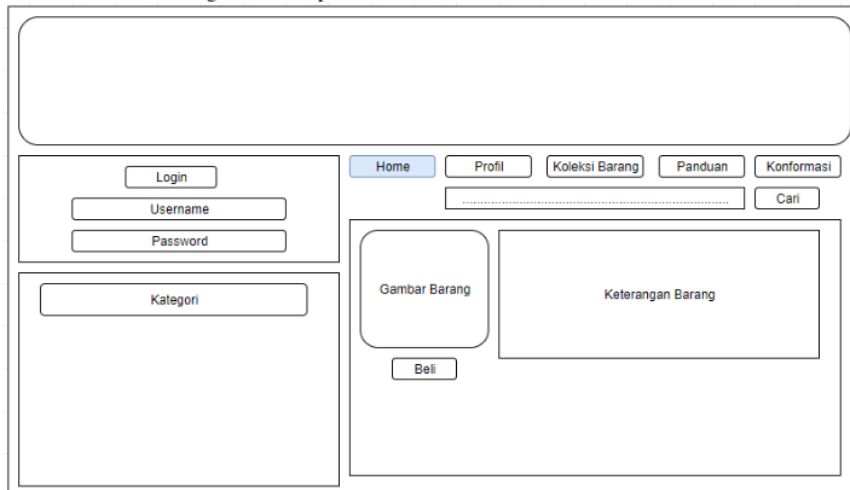 Login
Username
Password
Home
Profil
Koleksi Barang
Panduan
Konformasi
Cari
Kategori
Gambar Barang
Keterangan Barang
Beli